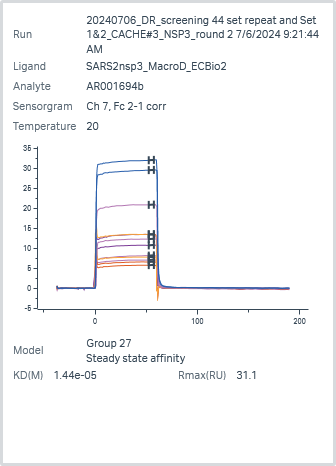 Run 20240706_DR_screening 44 set repeat and Set
1&2_CACHE#3_NSP3_round 2 7/6/2024 9:21:44
AM
Ligand SARS2nsp3_MacroD_ECBio2
Analyte AR001694b
Sensorgram Ch 7, Fc 2-1 corr
Temperature 20
35
30
26
20
15
10
5
0
-5
0 100 200
Model Group 27
Steady state affinity
KD(M) 1.44e-05 Rmax(RU) 31.1